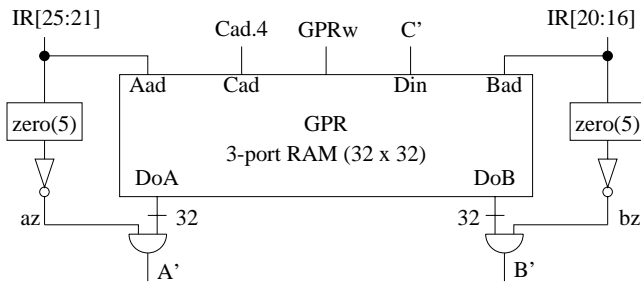 IR[25:21]
IR[20:16]
Cad.4
GPRw
C'
Aad
Cad
Din
Bad
zero(5)
GPR
zero(5)
3-port RAM (32 x 32)
DoA
DoB
az
32
32
bz
A'
B'